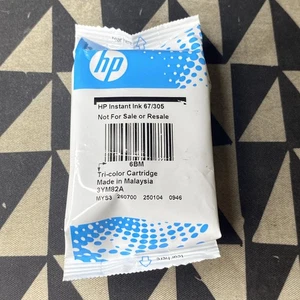 hp
HP Instant Ink 67/305
Not For Sale or Resale
6BM
Tri-color Cartridge
Made in Malaysia
3YM82A
MYS3 260700 250104 0946